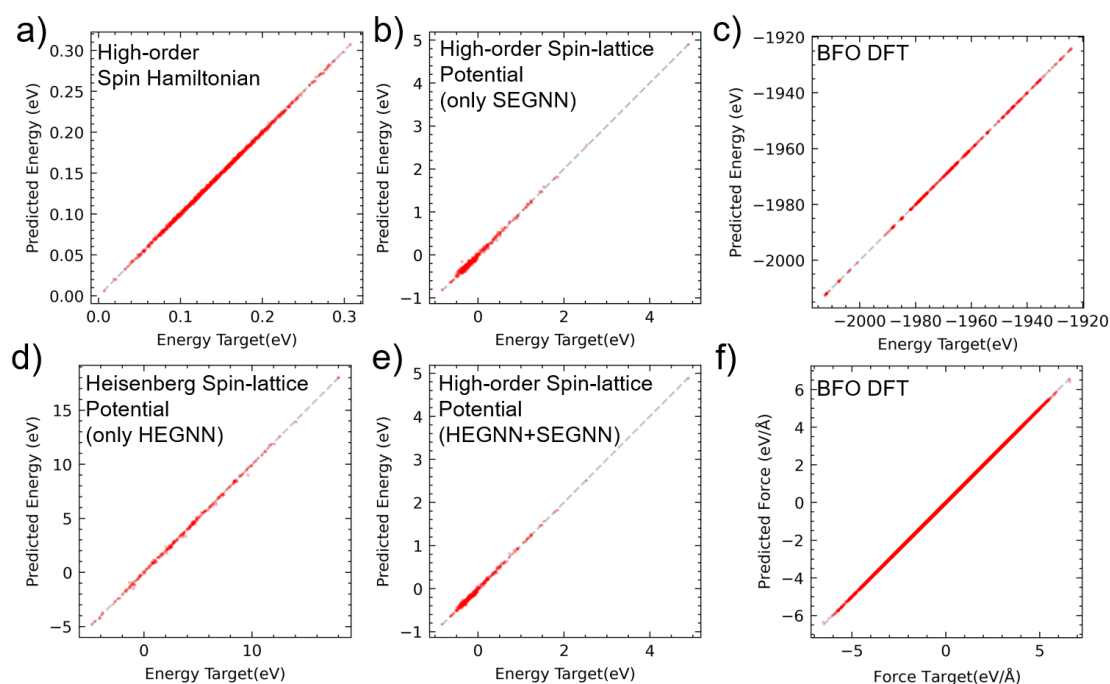 a)
High-order
Spin Hamiltonian
Predicted Energy (eV)
0.30
0.25
0.20
0.15
0.10
0.05
0.00
0.0 0.1 0.2 0.3
Energy Target(eV)
b)
High-order Spin-lattice
Potential
(only SEGNN)
Predicted Energy (eV)
5
4
3
2
1
0
−1
0 2 4
Energy Target(eV)
c)
BFO DFT
Predicted Energy (eV)
−1920
−1940
−1960
−1980
−2000
−2000 −1980 −1960 −1940 −1920
Energy Target(eV)
d)
Heisenberg Spin-lattice
Potential
(only HEGNN)
Predicted Energy (eV)
15
10
5
0
−5
0 10
Energy Target(eV)
e)
High-order Spin-lattice
Potential
(HEGNN+SEGNN)
Predicted Energy (eV)
5
4
3
2
1
0
−1
0 2 4
Energy Target(eV)
f)
BFO DFT
Predicted Force (eV/Å)
6
4
2
0
−2
−4
−6
−5 0 5
Force Target(eV/Å)